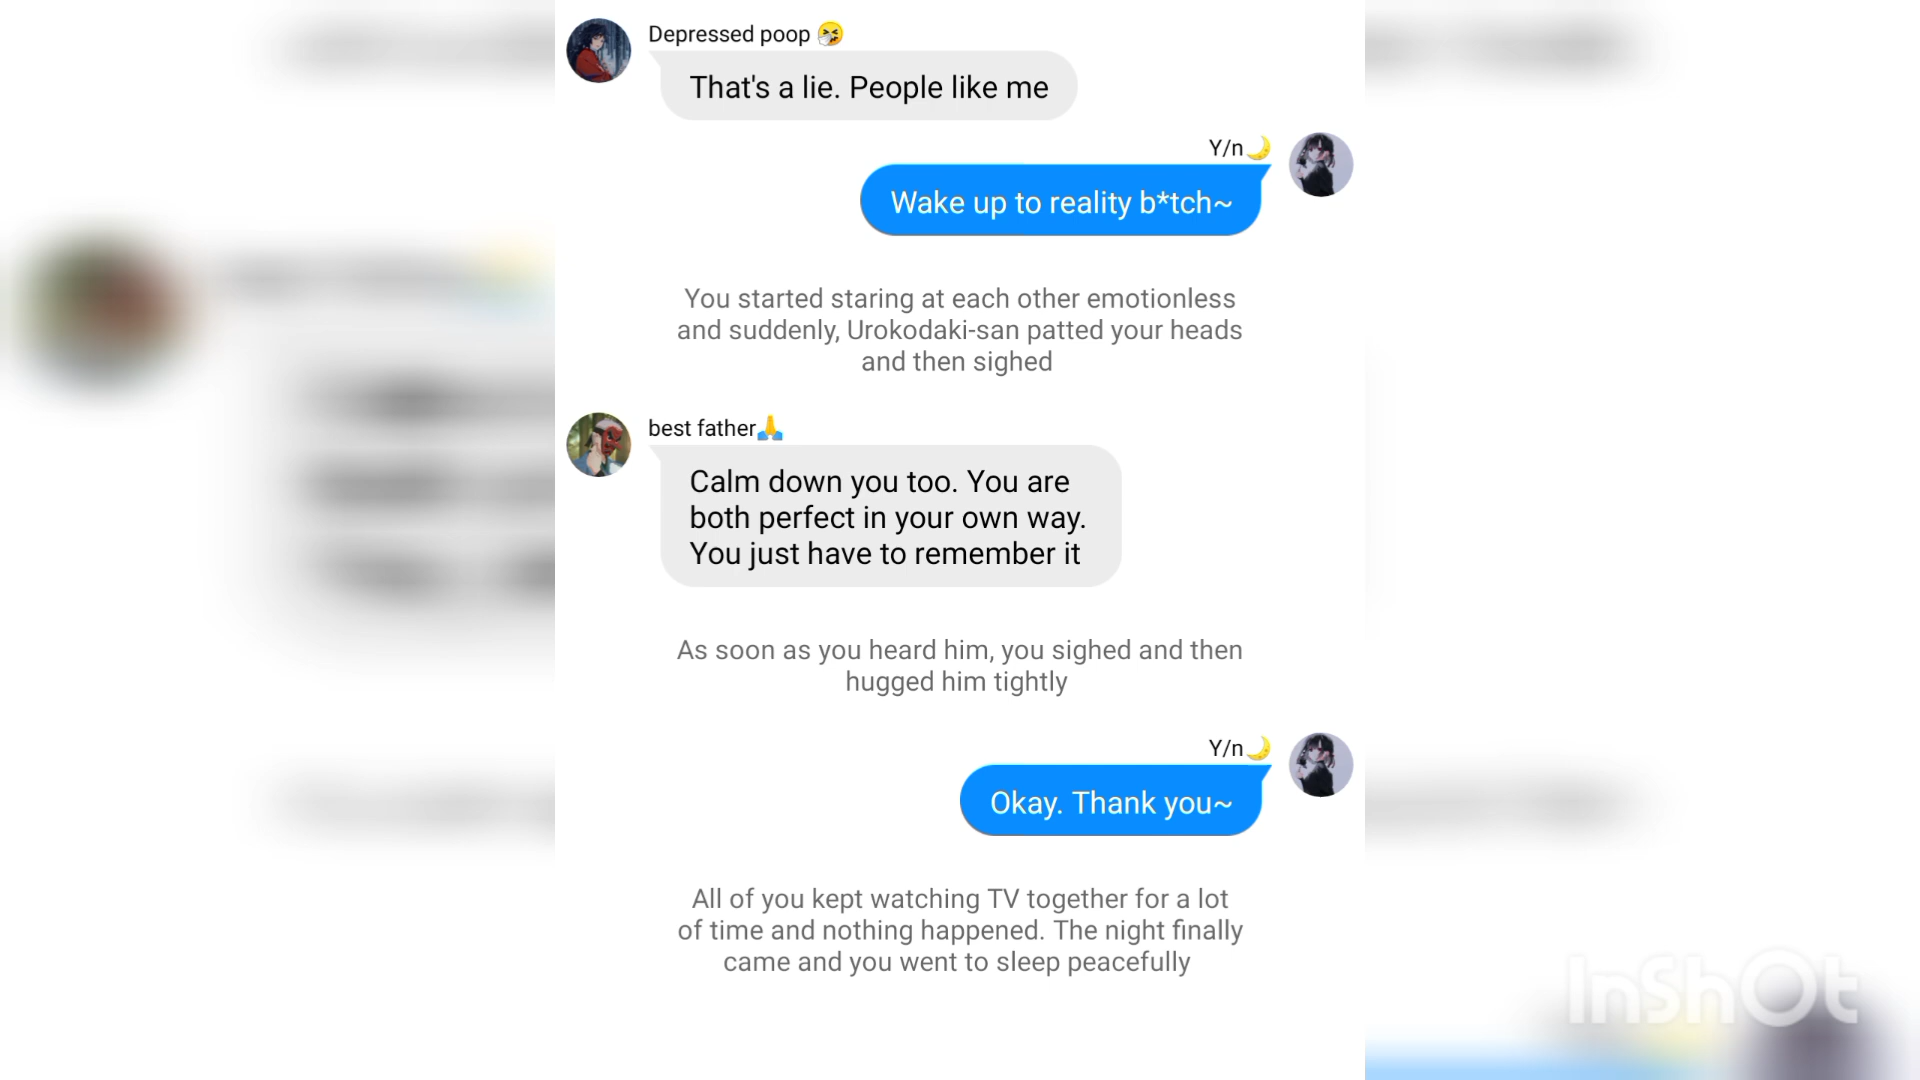 Depressed poop 🤧
That's a lie. People like me
Y/n🌙
Wake up to reality b*tch~
You started staring at each other emotionless
and suddenly, Urokodaki-san patted your heads
and then sighed
best father🙏
Calm down you too. You are
both perfect in your own way.
You just have to remember it
As soon as you heard him, you sighed and then
hugged him tightly
Y/n🌙
Okay. Thank you~
All of you kept watching TV together for a lot
of time and nothing happened. The night finally
came and you went to sleep peacefully
InShOt